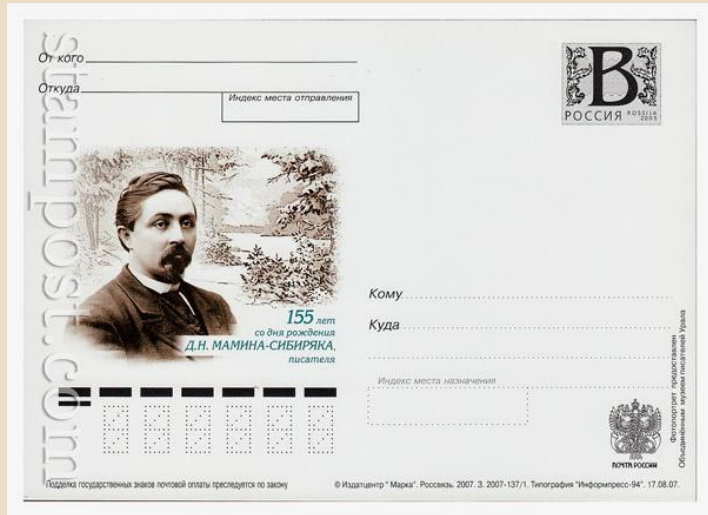 От кого
Откуда
Индекс места отправления
В
РОССИЯ ROSSIJA 2005
155 лет
со дня рождения
Д.Н. МАМИНА-СИБИРЯКА,
писателя
Кому
Куда
Индекс места назначения
ПОЧТА РОССИИ
Фотопортрет предоставлен
Объединённым музеем писателей Урала
Подделка государственных знаков почтовой оплаты преследуется по закону
© Издатцентр "Марка". Россвязь. 2007. З. 2007-137/1. Типография "Информпресс-94". 17.08.07.
stampost.com